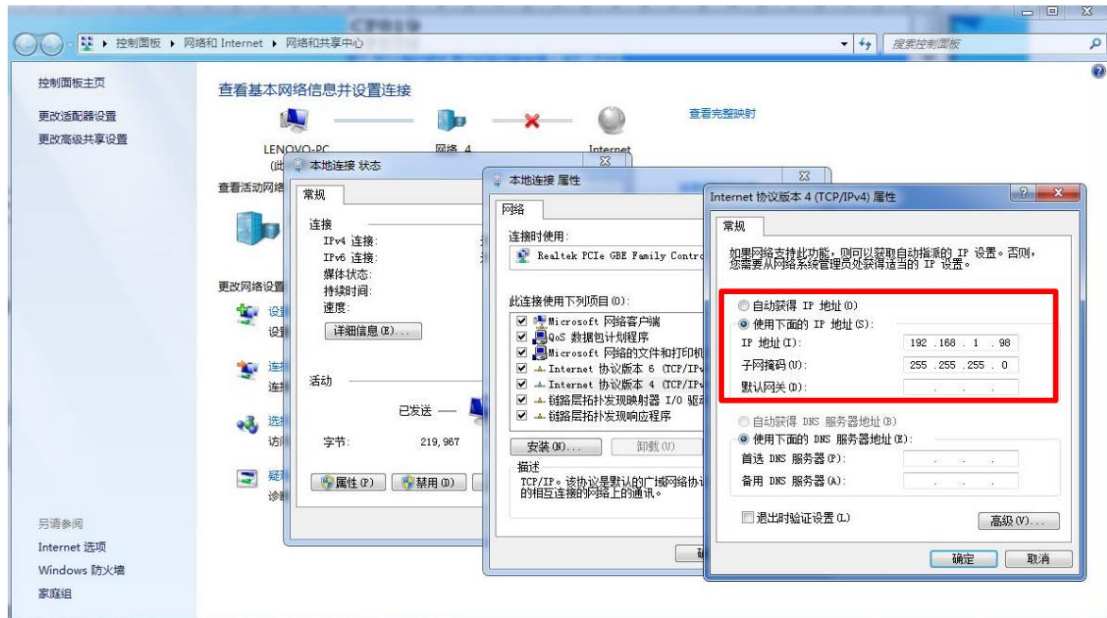 控制面板 ▸ 网络和 Internet ▸ 网络和共享中心
搜索控制面板
控制面板主页
更改适配器设置
更改高级共享设置
另请参阅
Internet 选项
Windows 防火墙
家庭组
查看基本网络信息并设置连接
查看完整映射
LENOVO-PC
网络 4
Internet
查看活动网络
更改网络设置
本地连接 状态
常规
连接
IPv4 连接:
IPv6 连接:
媒体状态:
持续时间:
速度:
详细信息(E)...
活动
已发送 —
字节:
219,967
属性(P)
禁用(D)
本地连接 属性
网络
连接时使用:
Realtek PCIe GBE Family Contro
此连接使用下列项目(O):
Microsoft 网络客户端
QoS 数据包计划程序
Microsoft 网络的文件和打印机
Internet 协议版本 6 (TCP/IPv
Internet 协议版本 4 (TCP/IPv
链路层拓扑发现映射器 I/O 驱动
链路层拓扑发现响应程序
安装(N)...
卸载(U)
描述
TCP/IP。该协议是默认的广域网络协议
的相互连接的网络上的通讯。
Internet 协议版本 4 (TCP/IPv4) 属性
常规
如果网络支持此功能，则可以获取自动指派的 IP 设置。否则，
您需要从网络系统管理员处获得适当的 IP 设置。
自动获得 IP 地址(O)
使用下面的 IP 地址(S):
IP 地址(I):
192 .168 . 1 . 98
子网掩码(U):
255 .255 .255 . 0
默认网关(D):
自动获得 DNS 服务器地址(B)
使用下面的 DNS 服务器地址(E):
首选 DNS 服务器(P):
备用 DNS 服务器(A):
退出时验证设置(L)
高级(V)...
确定
取消